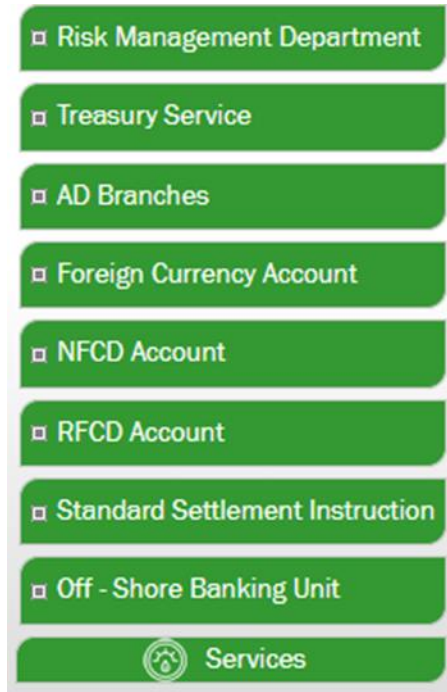 Risk Management Department
Treasury Service
AD Branches
Foreign Currency Account
NFCD Account
RFCD Account
Standard Settlement Instruction
Off - Shore Banking Unit
Services